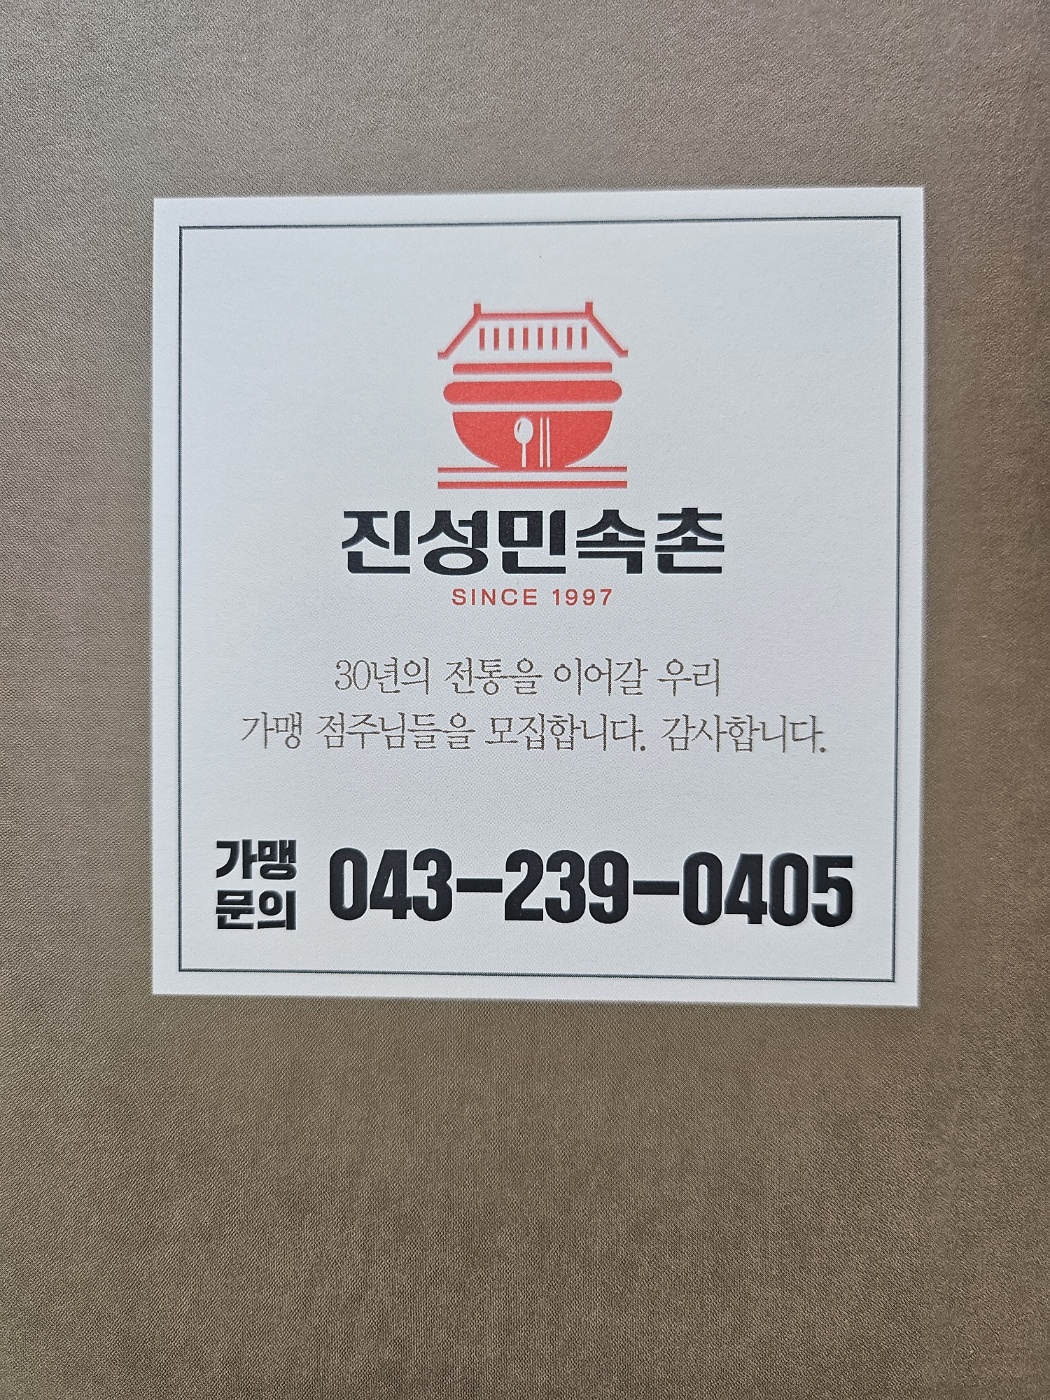 진성민속촌
SINCE 1997
30년의 전통을 이어갈 우리
가맹 점주님들을 모집합니다. 감사합니다.
가맹
문의
043-239-0405